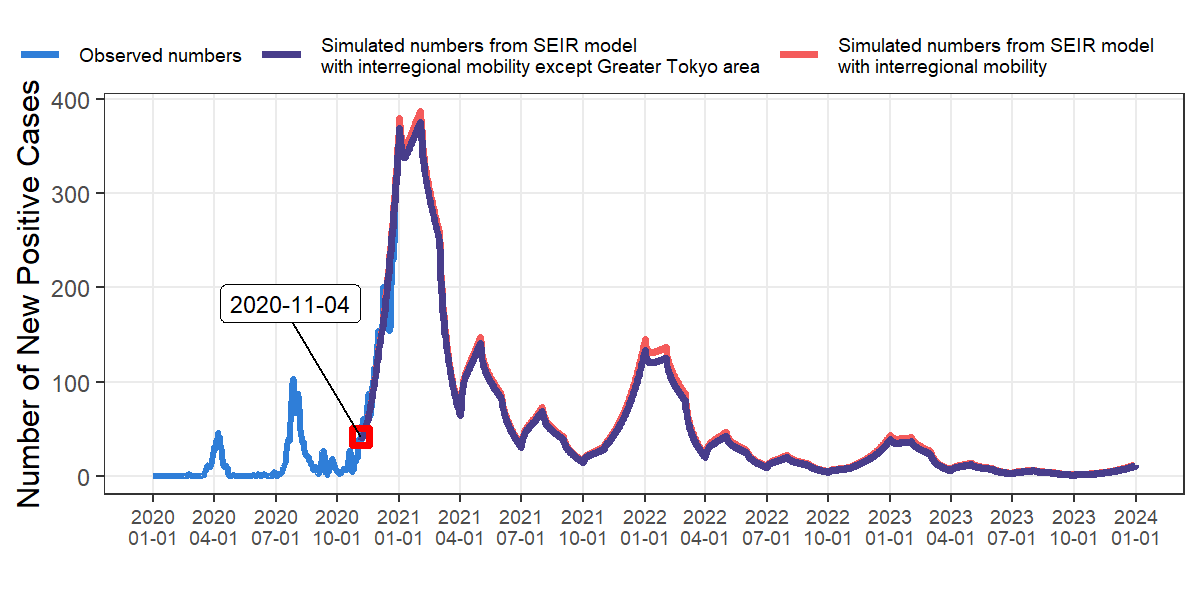 Observed numbers
Simulated numbers from SEIR model
with interregional mobility except Greater Tokyo area
Simulated numbers from SEIR model
with interregional mobility
Number of New Positive Cases
400
300
200
100
0
2020-11-04
2020 2020 2020 2020 2021 2021 2021 2021 2022 2022 2022 2022 2023 2023 2023 2023 2024
01-01 04-01 07-01 10-01 01-01 04-01 07-01 10-01 01-01 04-01 07-01 10-01 01-01 04-01 07-01 10-01 01-01